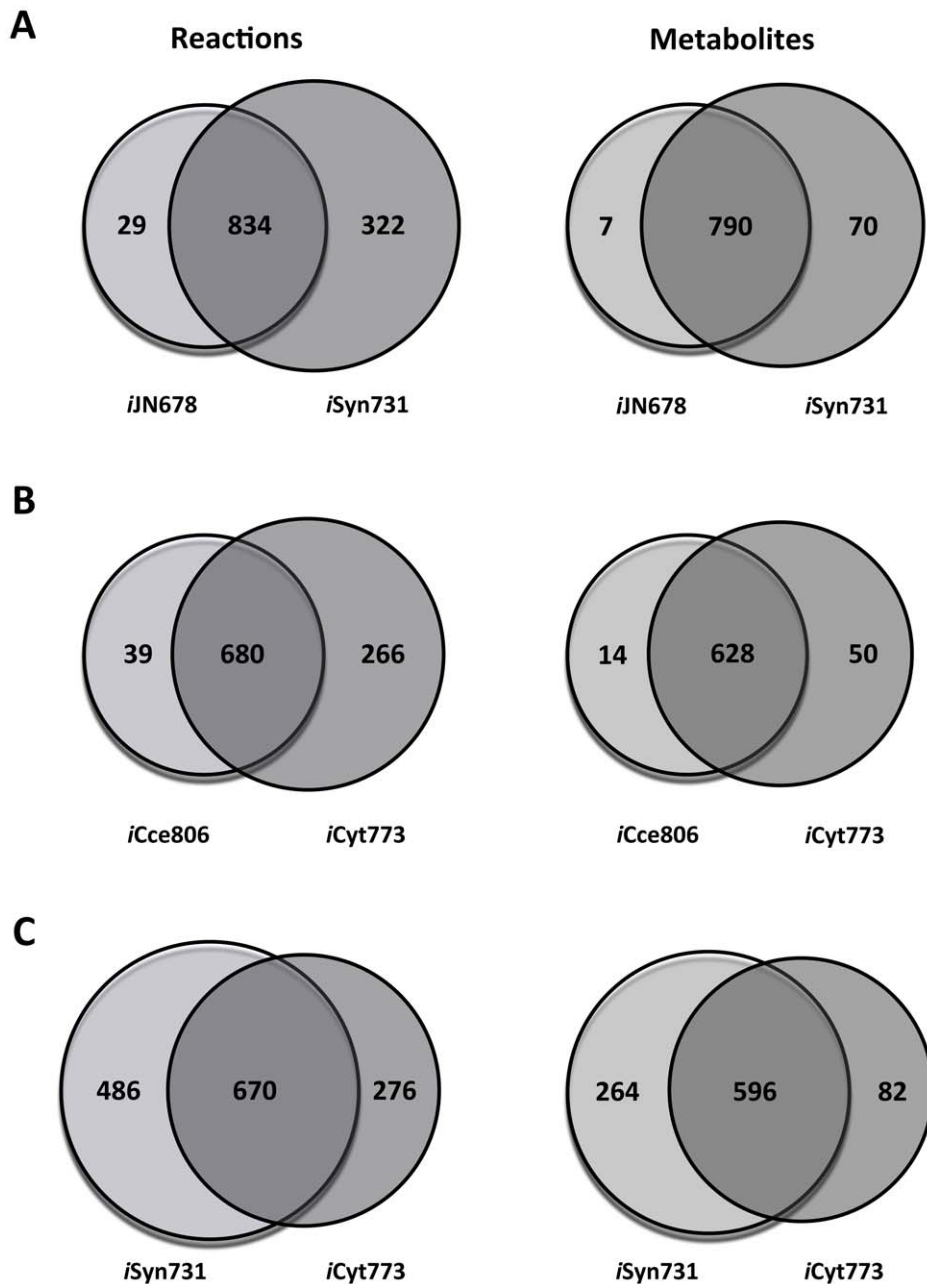 A
Reactions
Metabolites
29 834 322
7 790 70
iJN678 iSyn731
iJN678 iSyn731
B
39 680 266
14 628 50
iCce806 iCyt773
iCce806 iCyt773
C
486 670 276
264 596 82
iSyn731 iCyt773
iSyn731 iCyt773